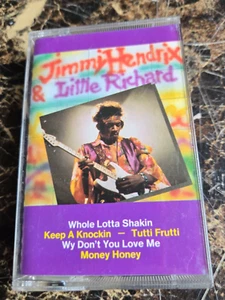 Jimmy Hendrix
& Little Richard
Whole Lotta Shakin
Keep A Knockin — Tutti Frutti
Wy Don't You Love Me
Money Honey